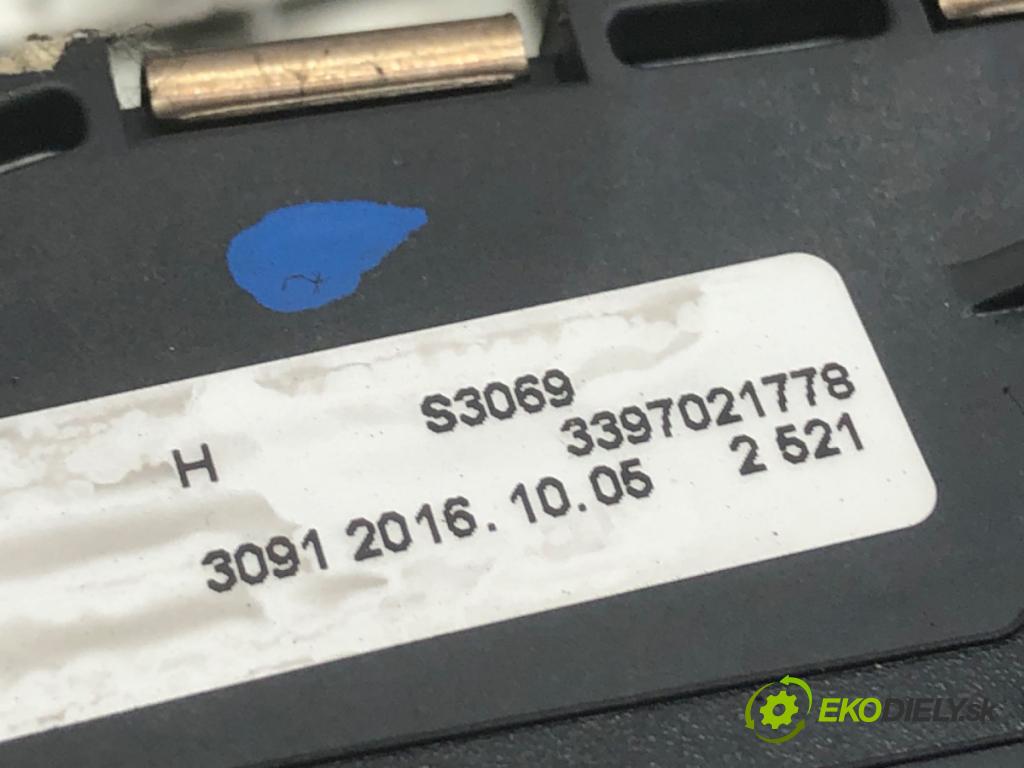 S3069
H 3397021778
3091 2016.10.05 2 521
EKODIELY.sk